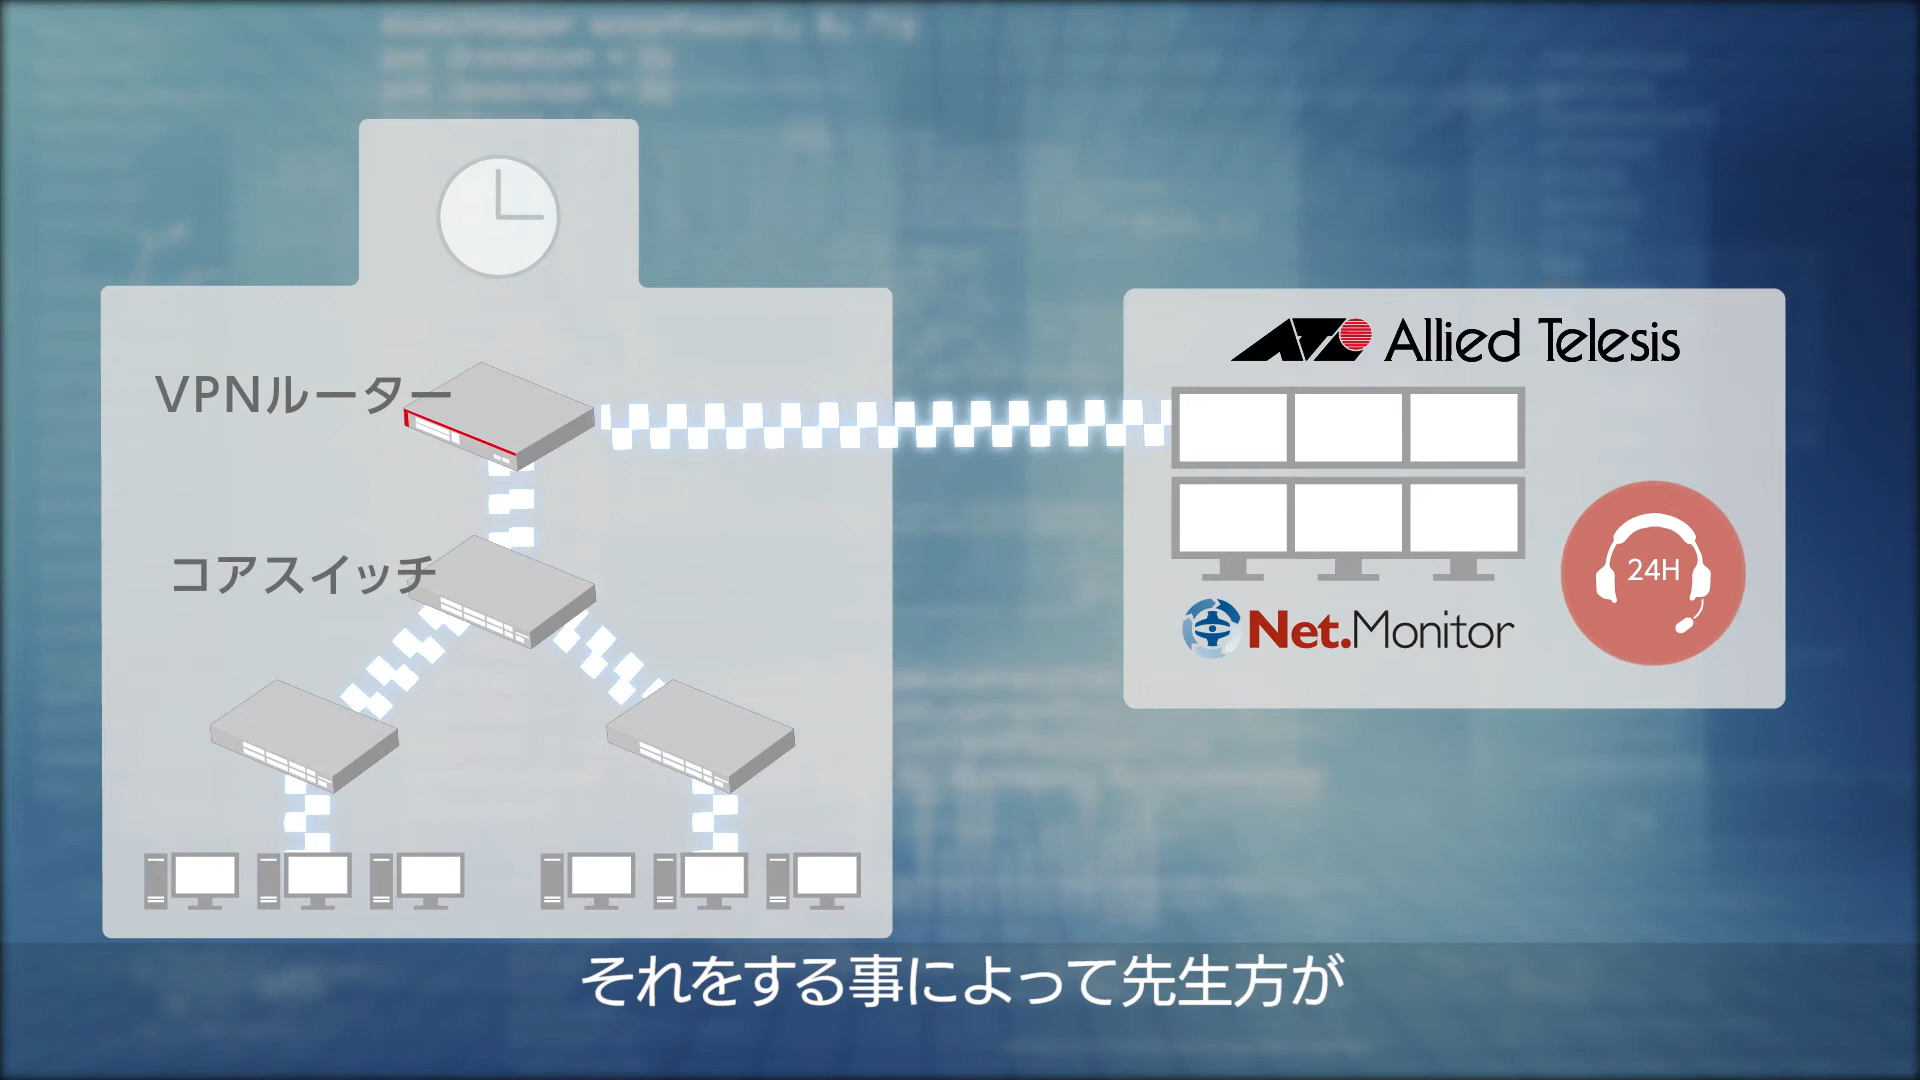 VPNルーター
コアスイッチ
Allied Telesis
Net.Monitor
24H
それをする事によって先生方が